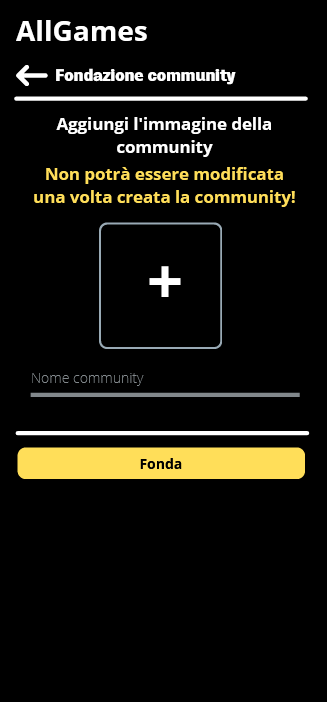 AllGames
Fondazione community
Aggiungi l'immagine della
community
Non potrà essere modificata
una volta creata la community!
+
Nome community
Fonda